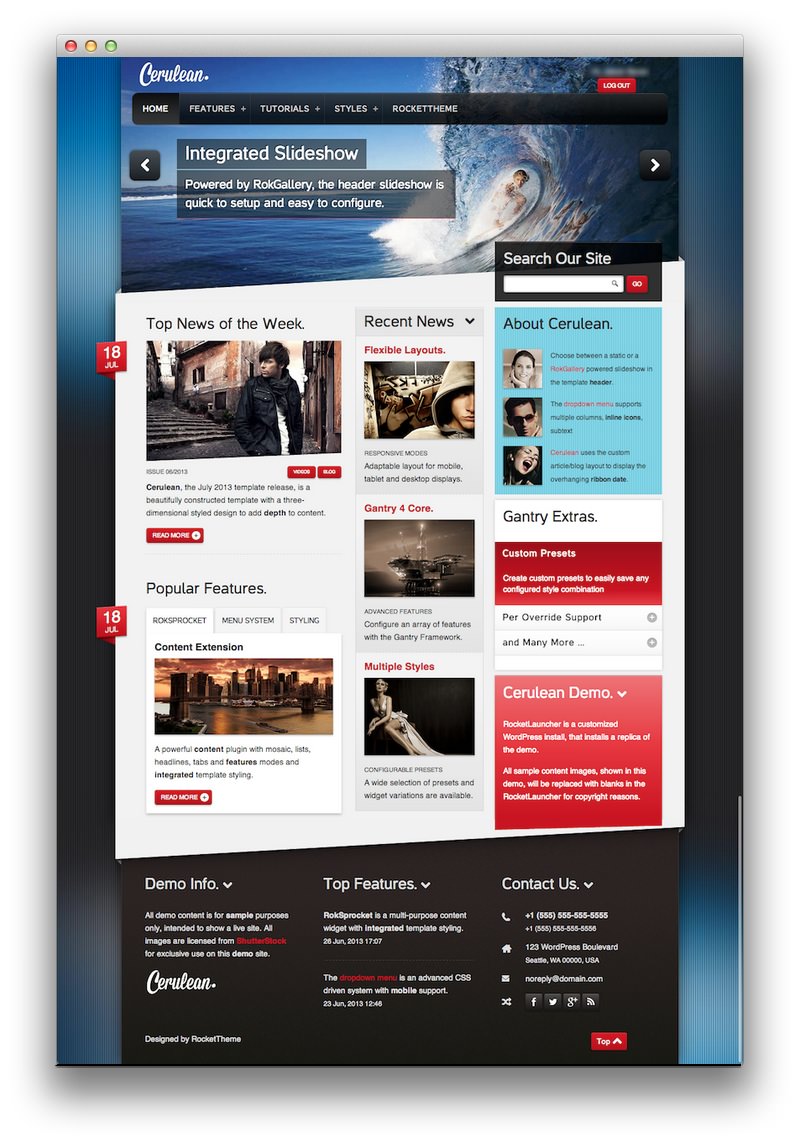 Cerulean.
LOG OUT
HOME
FEATURES +
TUTORIALS +
STYLES +
ROCKETTHEME
Integrated Slideshow
Powered by RokGallery, the header slideshow is
quick to setup and easy to configure.
Search Our Site
GO
18
JUL
Top News of the Week.
ISSUE 06/2013
VIDEOS
BLOG
Cerulean, the July 2013 template release, is a
beautifully constructed template with a three-
dimensional styled design to add depth to content.
READ MORE
18
JUL
Popular Features.
ROKSPROCKET
MENU SYSTEM
STYLING
Content Extension
A powerful content plugin with mosaic, lists,
headlines, tabs and features modes and
integrated template styling.
READ MORE
Recent News
Flexible Layouts.
RESPONSIVE MODES
Adaptable layout for mobile,
tablet and desktop displays.
Gantry 4 Core.
ADVANCED FEATURES
Configure an array of features
with the Gantry Framework.
Multiple Styles
CONFIGURABLE PRESETS
A wide selection of presets and
widget variations are available.
About Cerulean.
Choose between a static or a
RokGallery powered slideshow in
the template header.
The dropdown menu supports
multiple columns, inline icons,
subtext
Cerulean uses the custom
article/blog layout to display the
overhanging ribbon date.
Gantry Extras.
Custom Presets
Create custom presets to easily save any
configured style combination
Per Override Support
and Many More ...
Cerulean Demo.
RocketLauncher is a customized
WordPress install, that installs a replica of
the demo.
All sample content images, shown in this
demo, will be replaced with blanks in the
RocketLauncher for copyright reasons.
Demo Info.
All demo content is for sample purposes
only, intended to show a live site. All
images are licensed from ShutterStock
for exclusive use on this demo site.
Cerulean.
Top Features.
RokSprocket is a multi-purpose content
widget with integrated template styling.
26 Jun, 2013 17:07
The dropdown menu is an advanced CSS
driven system with mobile support.
23 Jun, 2013 12:46
Contact Us.
+1 (555) 555-555-5555
+1 (555) 555-555-5556
123 WordPress Boulevard
Seattle, WA 00000, USA
noreply@domain.com
Designed by RocketTheme
Top